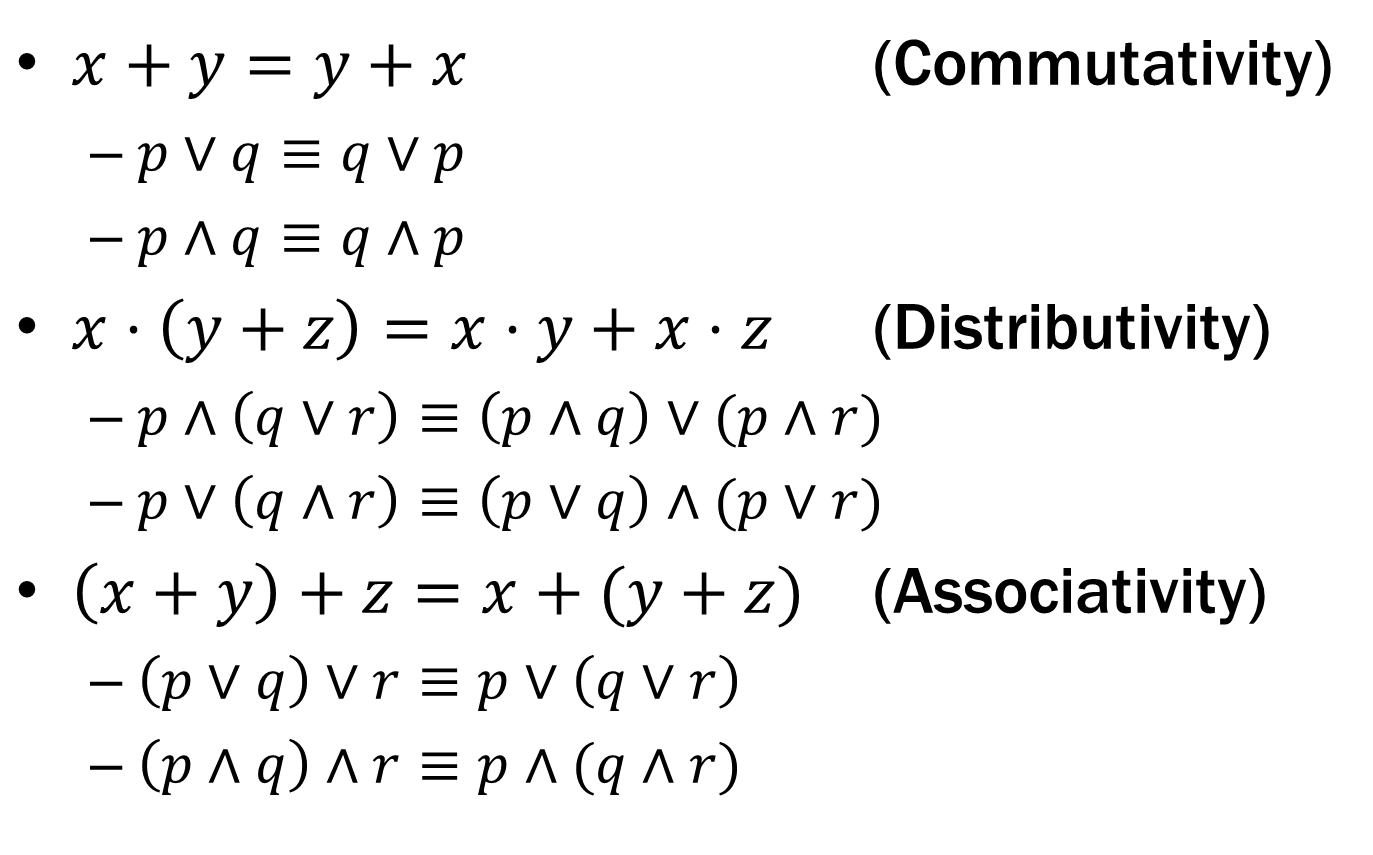 • x + y = y + x (Commutativity)
– p ∨ q ≡ q ∨ p
– p ∧ q ≡ q ∧ p
• x · (y + z) = x · y + x · z (Distributivity)
– p ∧ (q ∨ r) ≡ (p ∧ q) ∨ (p ∧ r)
– p ∨ (q ∧ r) ≡ (p ∨ q) ∧ (p ∨ r)
• (x + y) + z = x + (y + z) (Associativity)
– (p ∨ q) ∨ r ≡ p ∨ (q ∨ r)
– (p ∧ q) ∧ r ≡ p ∧ (q ∧ r)